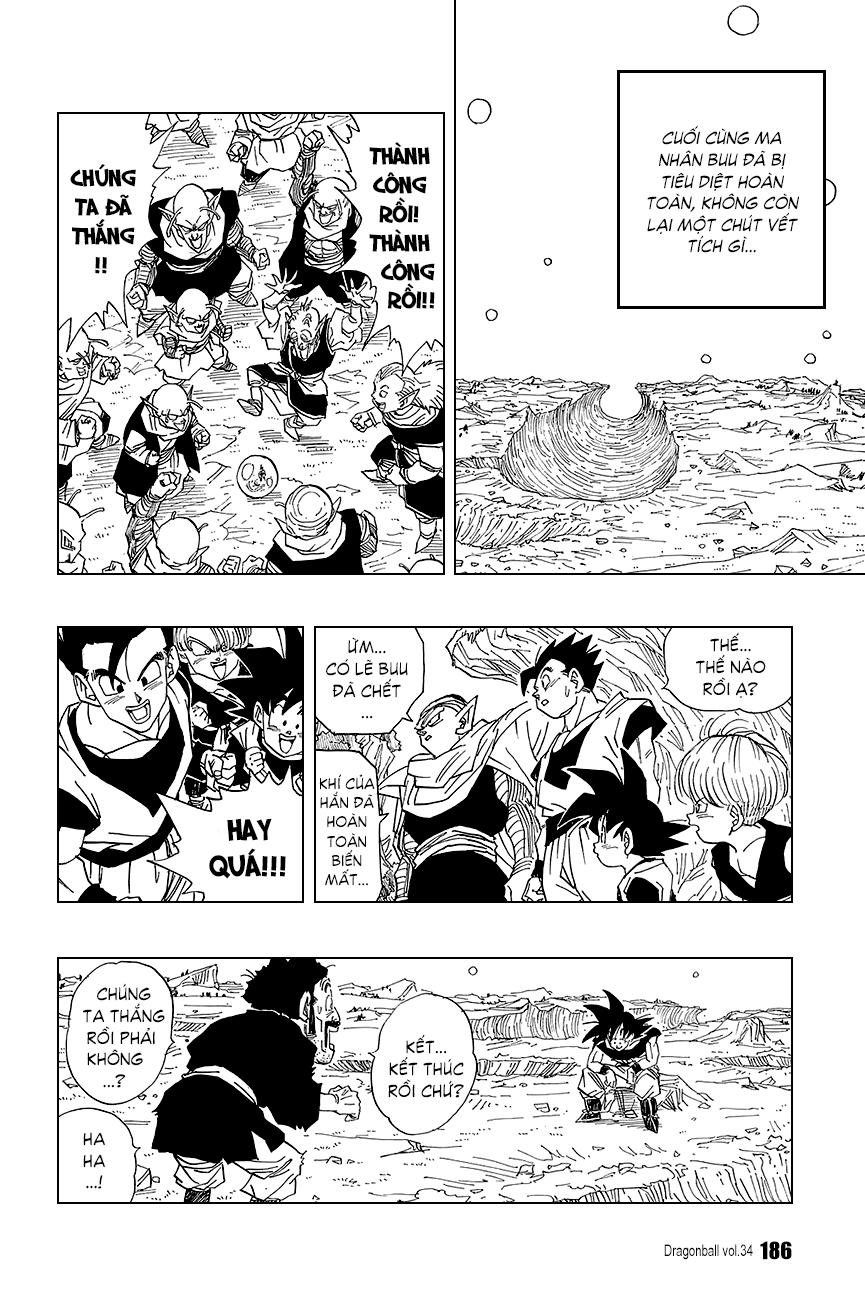 CUỐI CÙNG MA
NHÂN BUU ĐÃ BỊ
TIÊU DIỆT HOÀN
TOÀN, KHÔNG CÒN
LẠI MỘT CHÚT VẾT
TÍCH GÌ...
THÀNH
CÔNG
RỒI!
THÀNH
CÔNG
RỒI!!
CHÚNG
TA ĐÃ
THẮNG
!!
THẾ...
THẾ NÀO
RỒI Ạ?
ỪM...
CÓ LẼ BUU
ĐÃ CHẾT
...
KHÍ CỦA
HẮN ĐÃ
HOÀN
TOÀN
BIẾN
MẤT...
HAY
QUÁ!!!
KẾT...
KẾT THÚC
RỒI CHỨ?
CHÚNG
TA THẮNG
RỒI PHẢI
KHÔNG
...?
HA
HA
...!
Dragonball vol.34 186